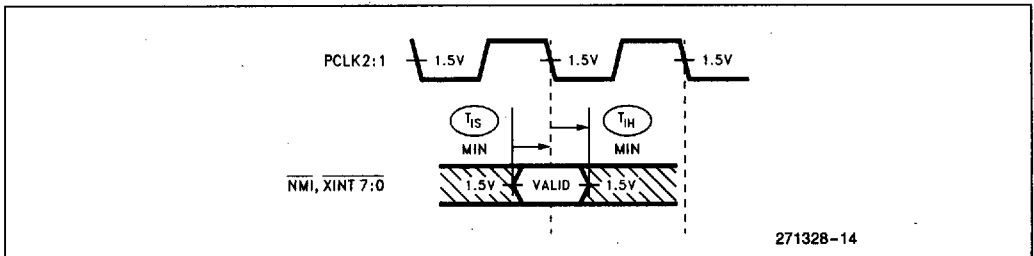 PCLK2:1 1.5V 1.5V 1.5V
TIS TIH
MIN MIN
NMI, XINT 7:0 1.5V VALID 1.5V
271328-14